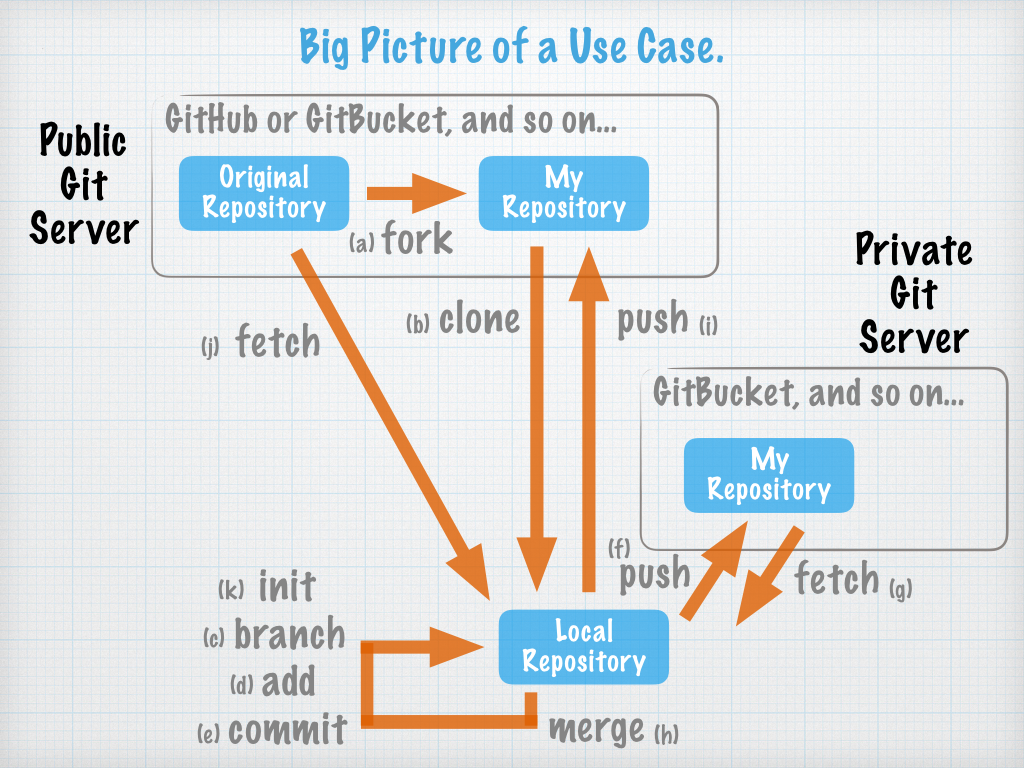 Big Picture of a Use Case.
Public
Git
Server
GitHub or GitBucket, and so on...
Original
Repository
My
Repository
(a) fork
(j) fetch
(b) clone
push (i)
Private
Git
Server
GitBucket, and so on...
My
Repository
(f)
push
fetch (g)
(k) init
(c) branch
(d) add
(e) commit
Local
Repository
merge (h)